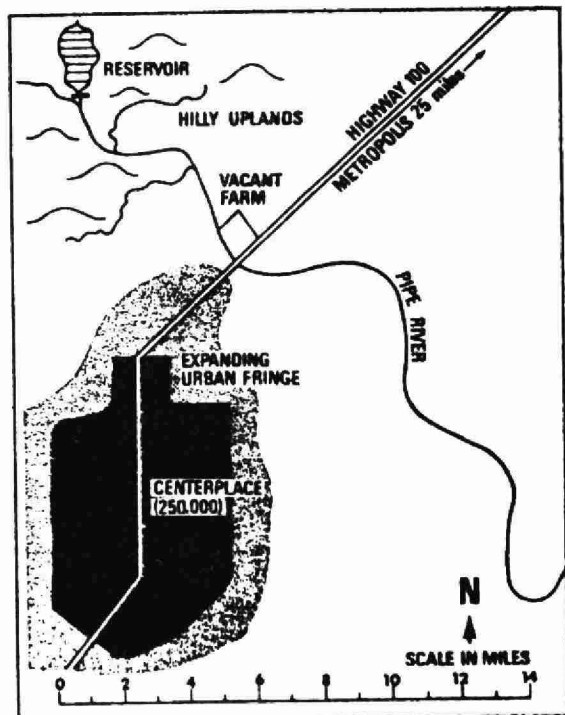 RESERVOIR
HILLY UPLANDS
HIGHWAY 100
METROPOLIS 25 miles
VACANT
FARM
PIPE RIVER
EXPANDING
URBAN FRINGE
CENTERPLACE
(250.000)
N
SCALE IN MILES
0 2 4 6 8 10 12 14